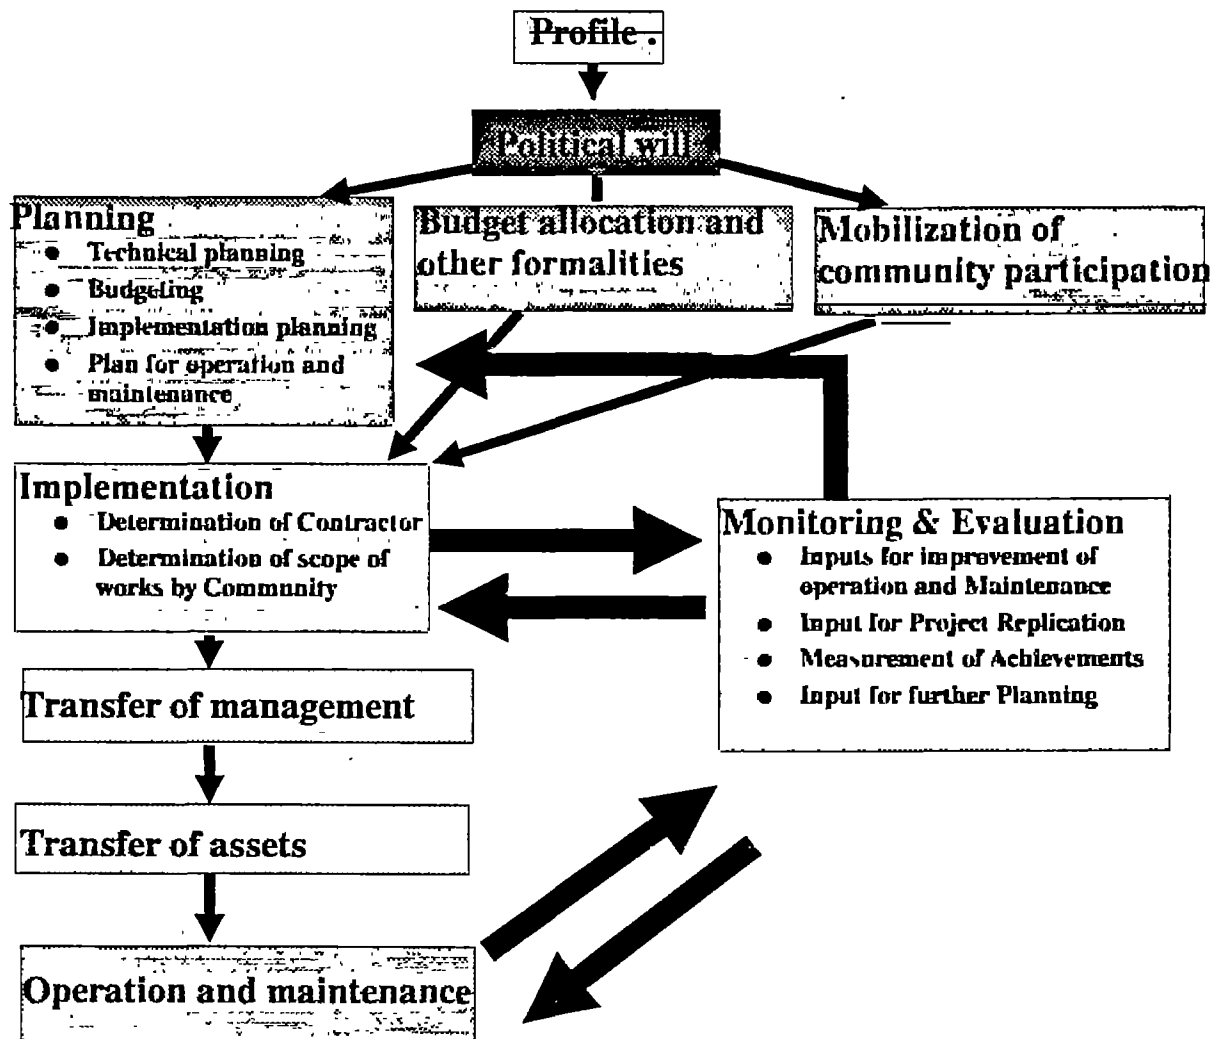 Profile .
Political will
Planning
● Technical planning
● Budgeting
● Implementation planning
● Plan for operation and
maintenance
Budget allocation and
other formalities
Mobilization of
community participation
Implementation
● Determination of Contractor
● Determination of scope of
works by Community
Monitoring & Evaluation
● Inputs for improvement of
operation and Maintenance
● Input for Project Replication
● Measurement of Achievements
● Input for further Planning
Transfer of management
Transfer of assets
Operation and maintenance